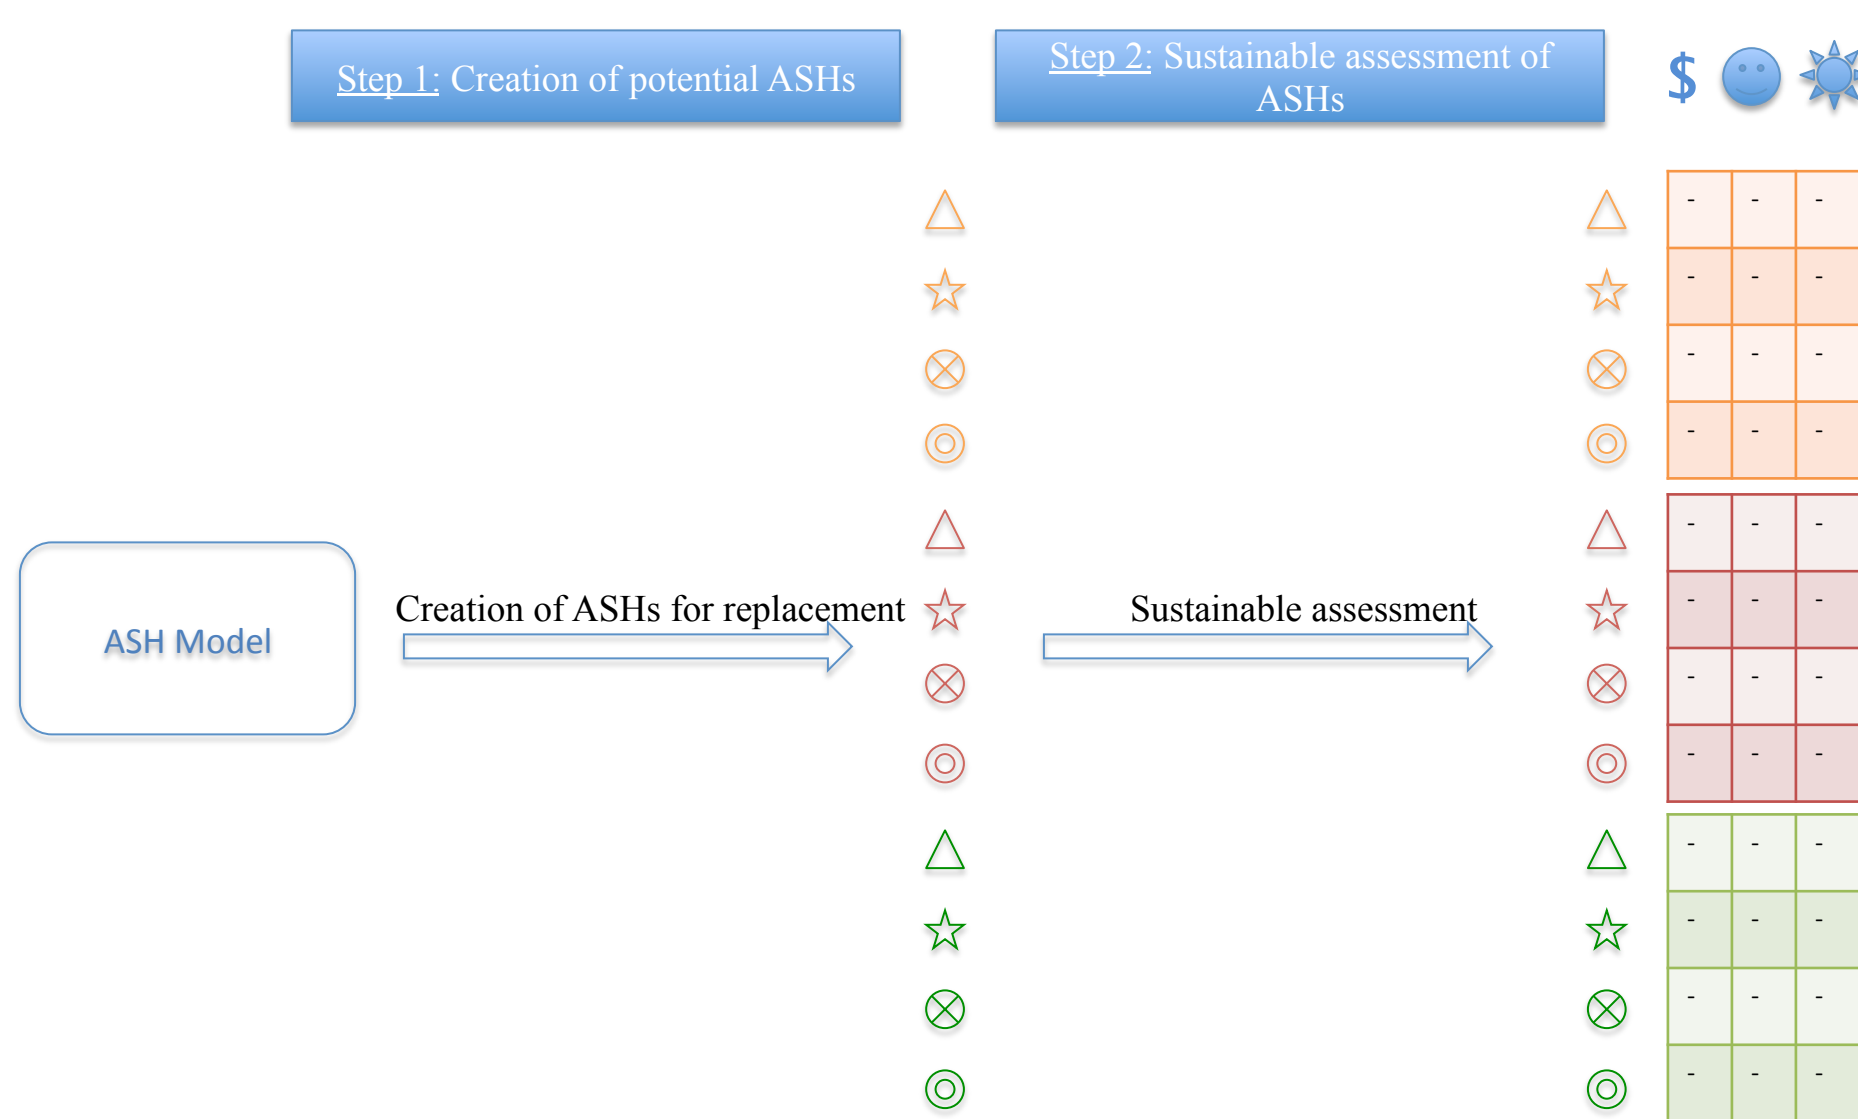 Step 1: Creation of potential ASHs
Step 2: Sustainable assessment of
ASHs
$
- - -
- - -
- - -
- - -
- - -
ASH Model
Creation of ASHs for replacement
Sustainable assessment
- - -
- - -
- - -
- - -
- - -
- - -
- - -